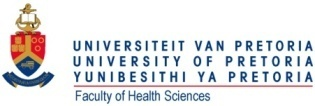 UNIVERSITEIT VAN PRETORIA
UNIVERSITY OF PRETORIA
YUNIBESITHI YA PRETORIA
Faculty of Health Sciences